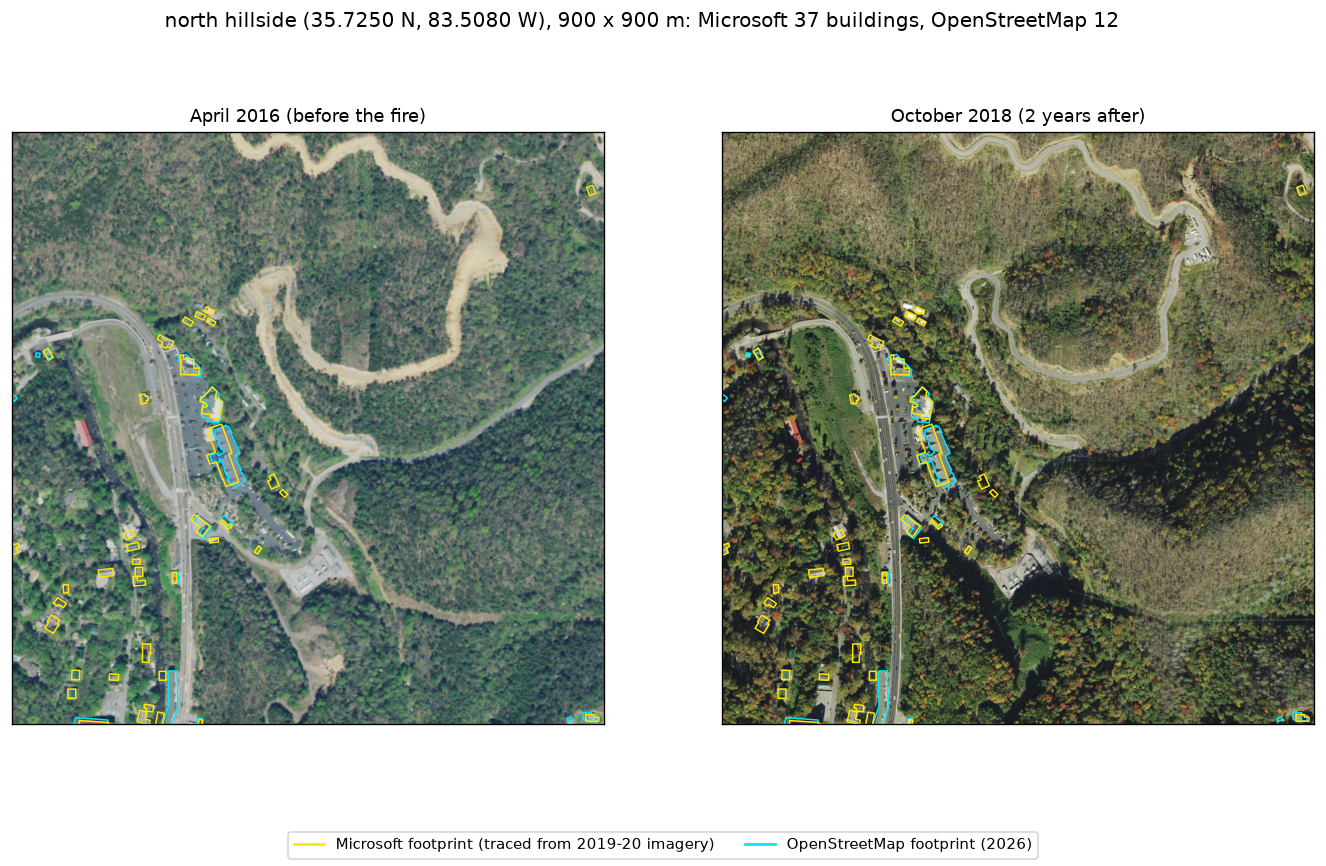 north hillside (35.7250 N, 83.5080 W), 900 x 900 m: Microsoft 37 buildings, OpenStreetMap 12
April 2016 (before the fire)
October 2018 (2 years after)
Microsoft footprint (traced from 2019-20 imagery)
OpenStreetMap footprint (2026)